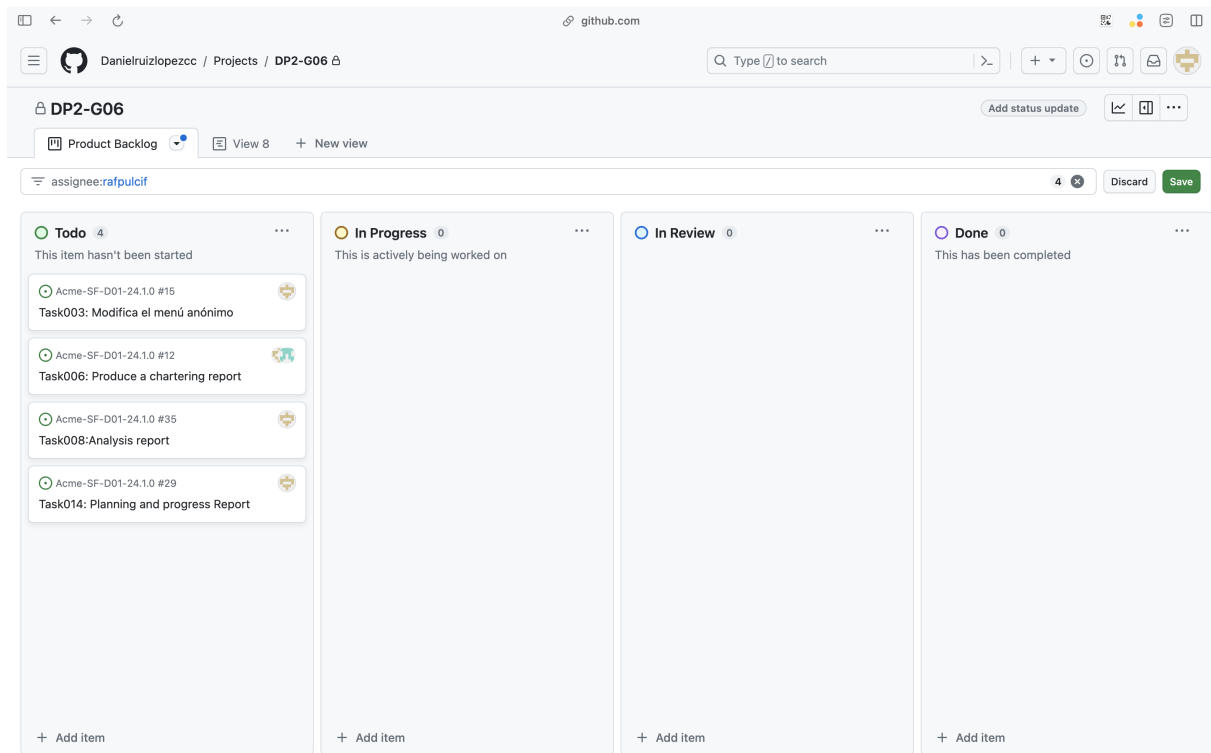 github.com
Danielruizlopezcc / Projects / DP2-G06
Type / to search
DP2-G06
Add status update
Product Backlog
View 8
New view
assignee:rafpulcif
4
Discard
Save
Todo 4
This item hasn't been started
Acme-SF-D01-24.1.0 #15
Task003: Modifica el menú anónimo
Acme-SF-D01-24.1.0 #12
Task006: Produce a chartering report
Acme-SF-D01-24.1.0 #35
Task008:Analysis report
Acme-SF-D01-24.1.0 #29
Task014: Planning and progress Report
+ Add item
In Progress 0
This is actively being worked on
+ Add item
In Review 0
+ Add item
Done 0
This has been completed
+ Add item